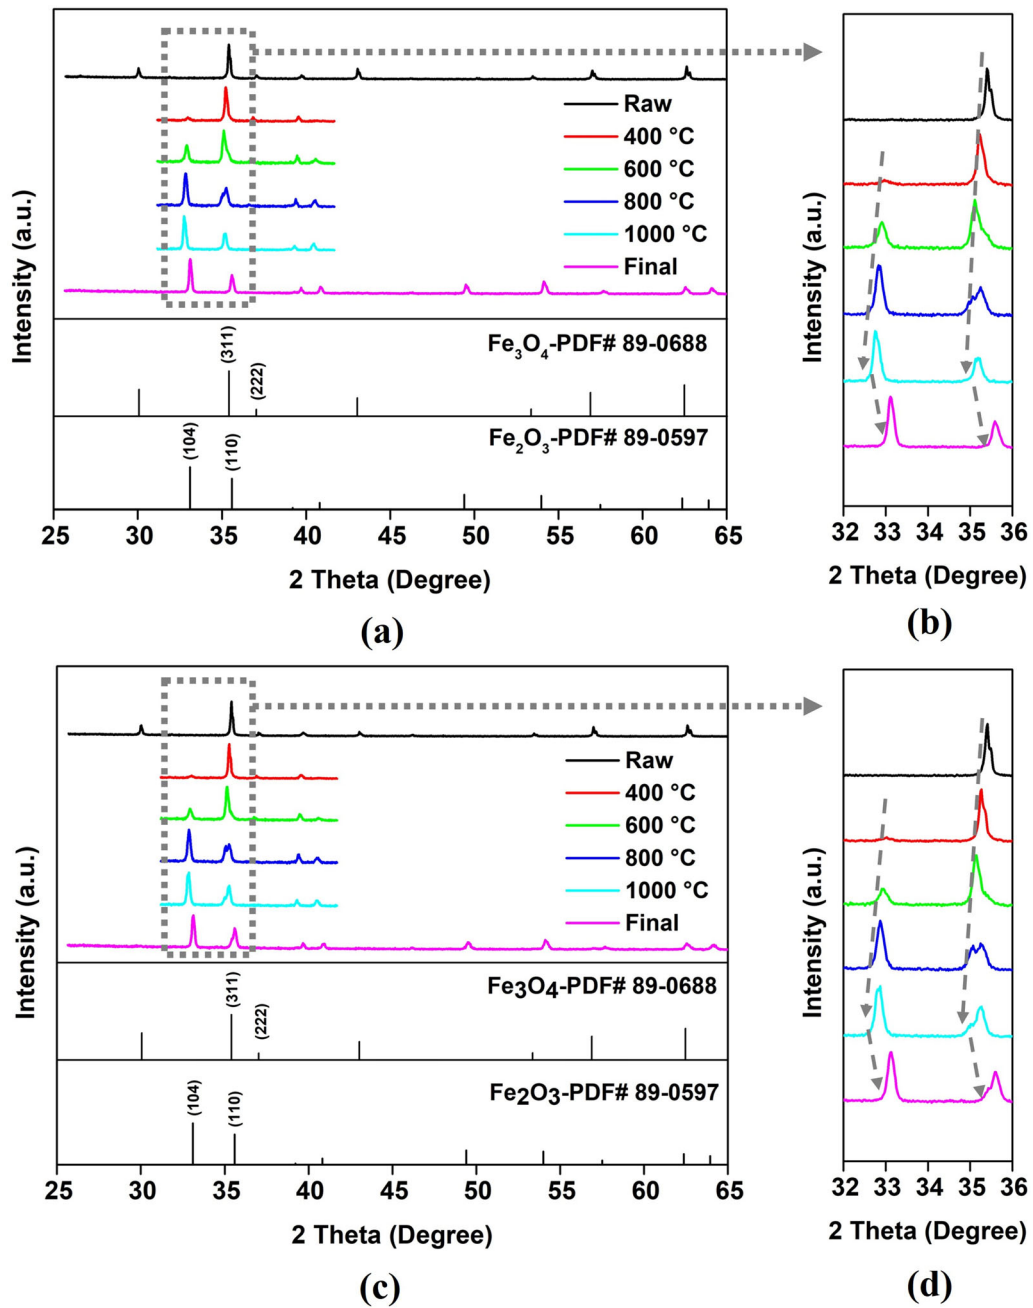 Intensity (a.u.)
Raw
400 °C
600 °C
800 °C
1000 °C
Final
Fe3O4-PDF# 89-0688
(311)
(222)
Fe2O3-PDF# 89-0597
(104)
(110)
25 30 35 40 45 50 55 60 65
2 Theta (Degree)
(a)
Intensity (a.u.)
32 33 34 35 36
2 Theta (Degree)
(b)
Intensity (a.u.)
Raw
400 °C
600 °C
800 °C
1000 °C
Final
Fe3O4-PDF# 89-0688
(311)
(222)
Fe2O3-PDF# 89-0597
(104)
(110)
25 30 35 40 45 50 55 60 65
2 Theta (Degree)
(c)
Intensity (a.u.)
32 33 34 35 36
2 Theta (Degree)
(d)